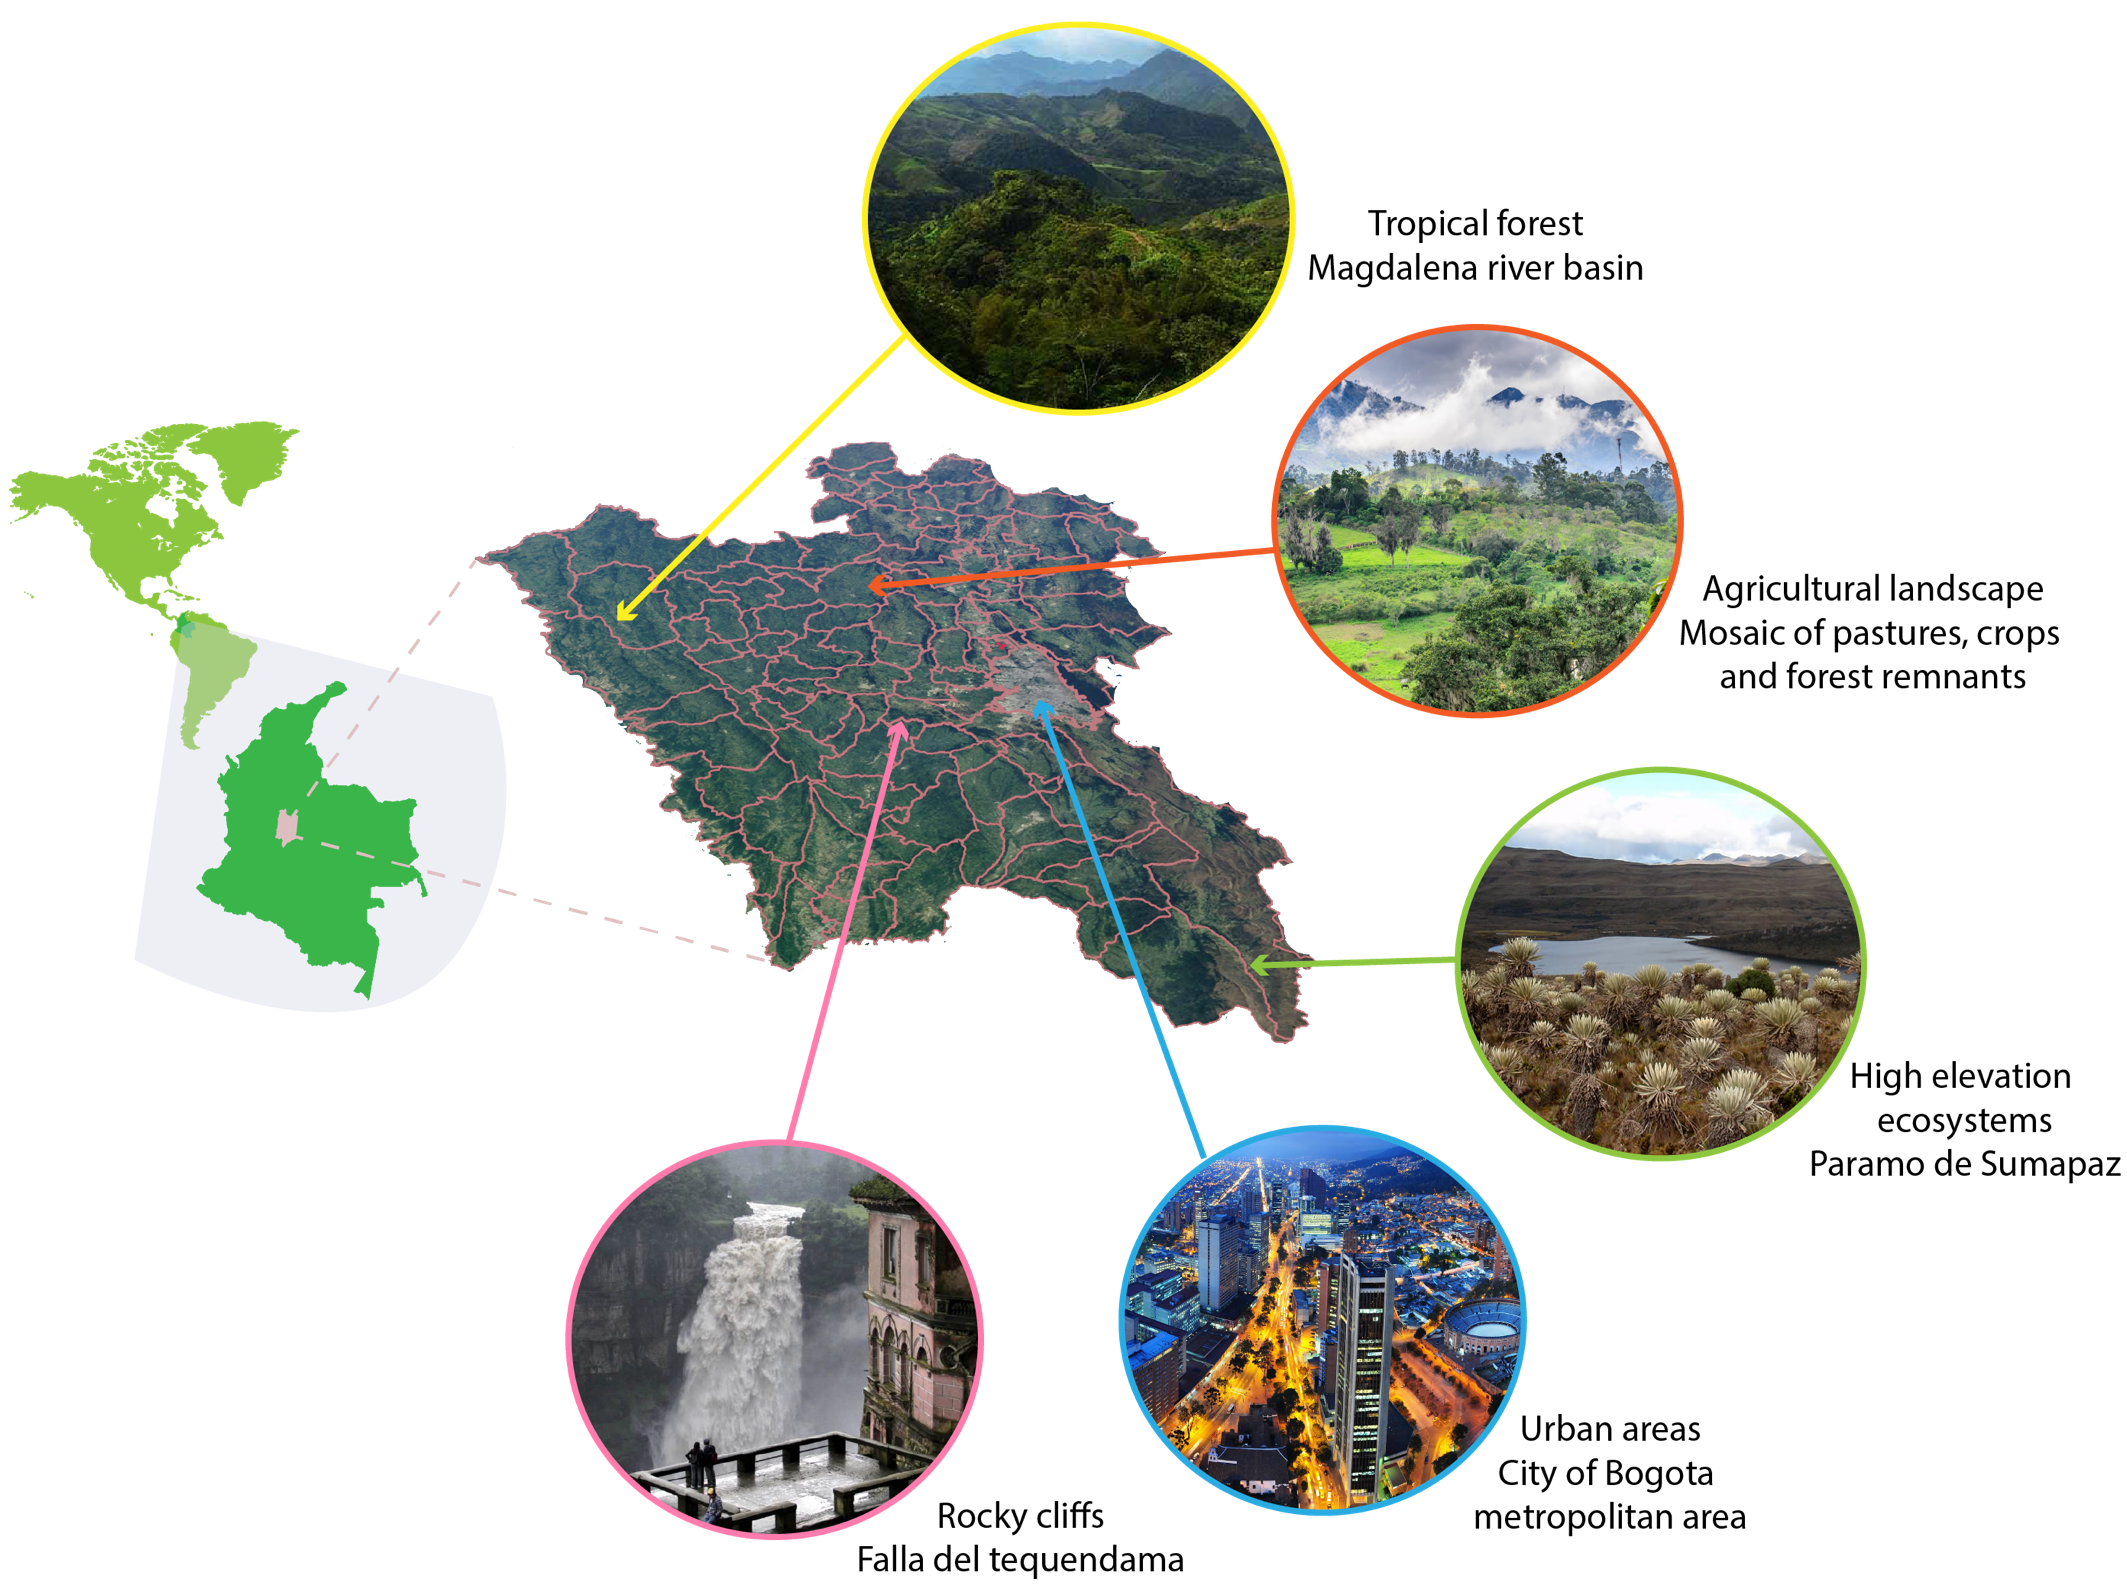 Tropical forest
Magdalena river basin
Agricultural landscape
Mosaic of pastures, crops
and forest remnants
High elevation
ecosystems
Paramo de Sumapaz
Urban areas
City of Bogota
metropolitan area
Rocky cliffs
Falla del tequendama